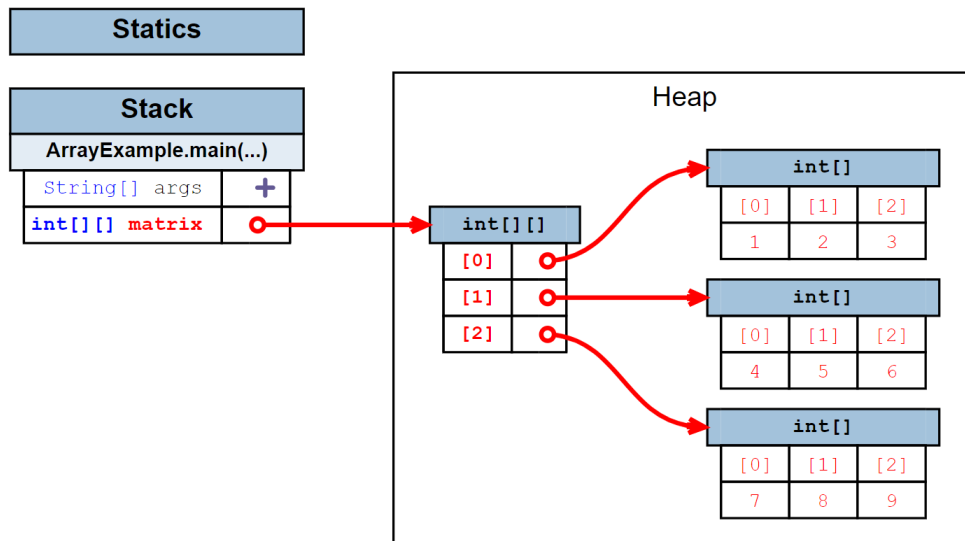 Statics
Stack
ArrayExample.main(...)
String[] args
int[][] matrix
Heap
int[][]
[0]
[1]
[2]
int[]
[0] [1] [2]
1 2 3
int[]
[0] [1] [2]
4 5 6
int[]
[0] [1] [2]
7 8 9